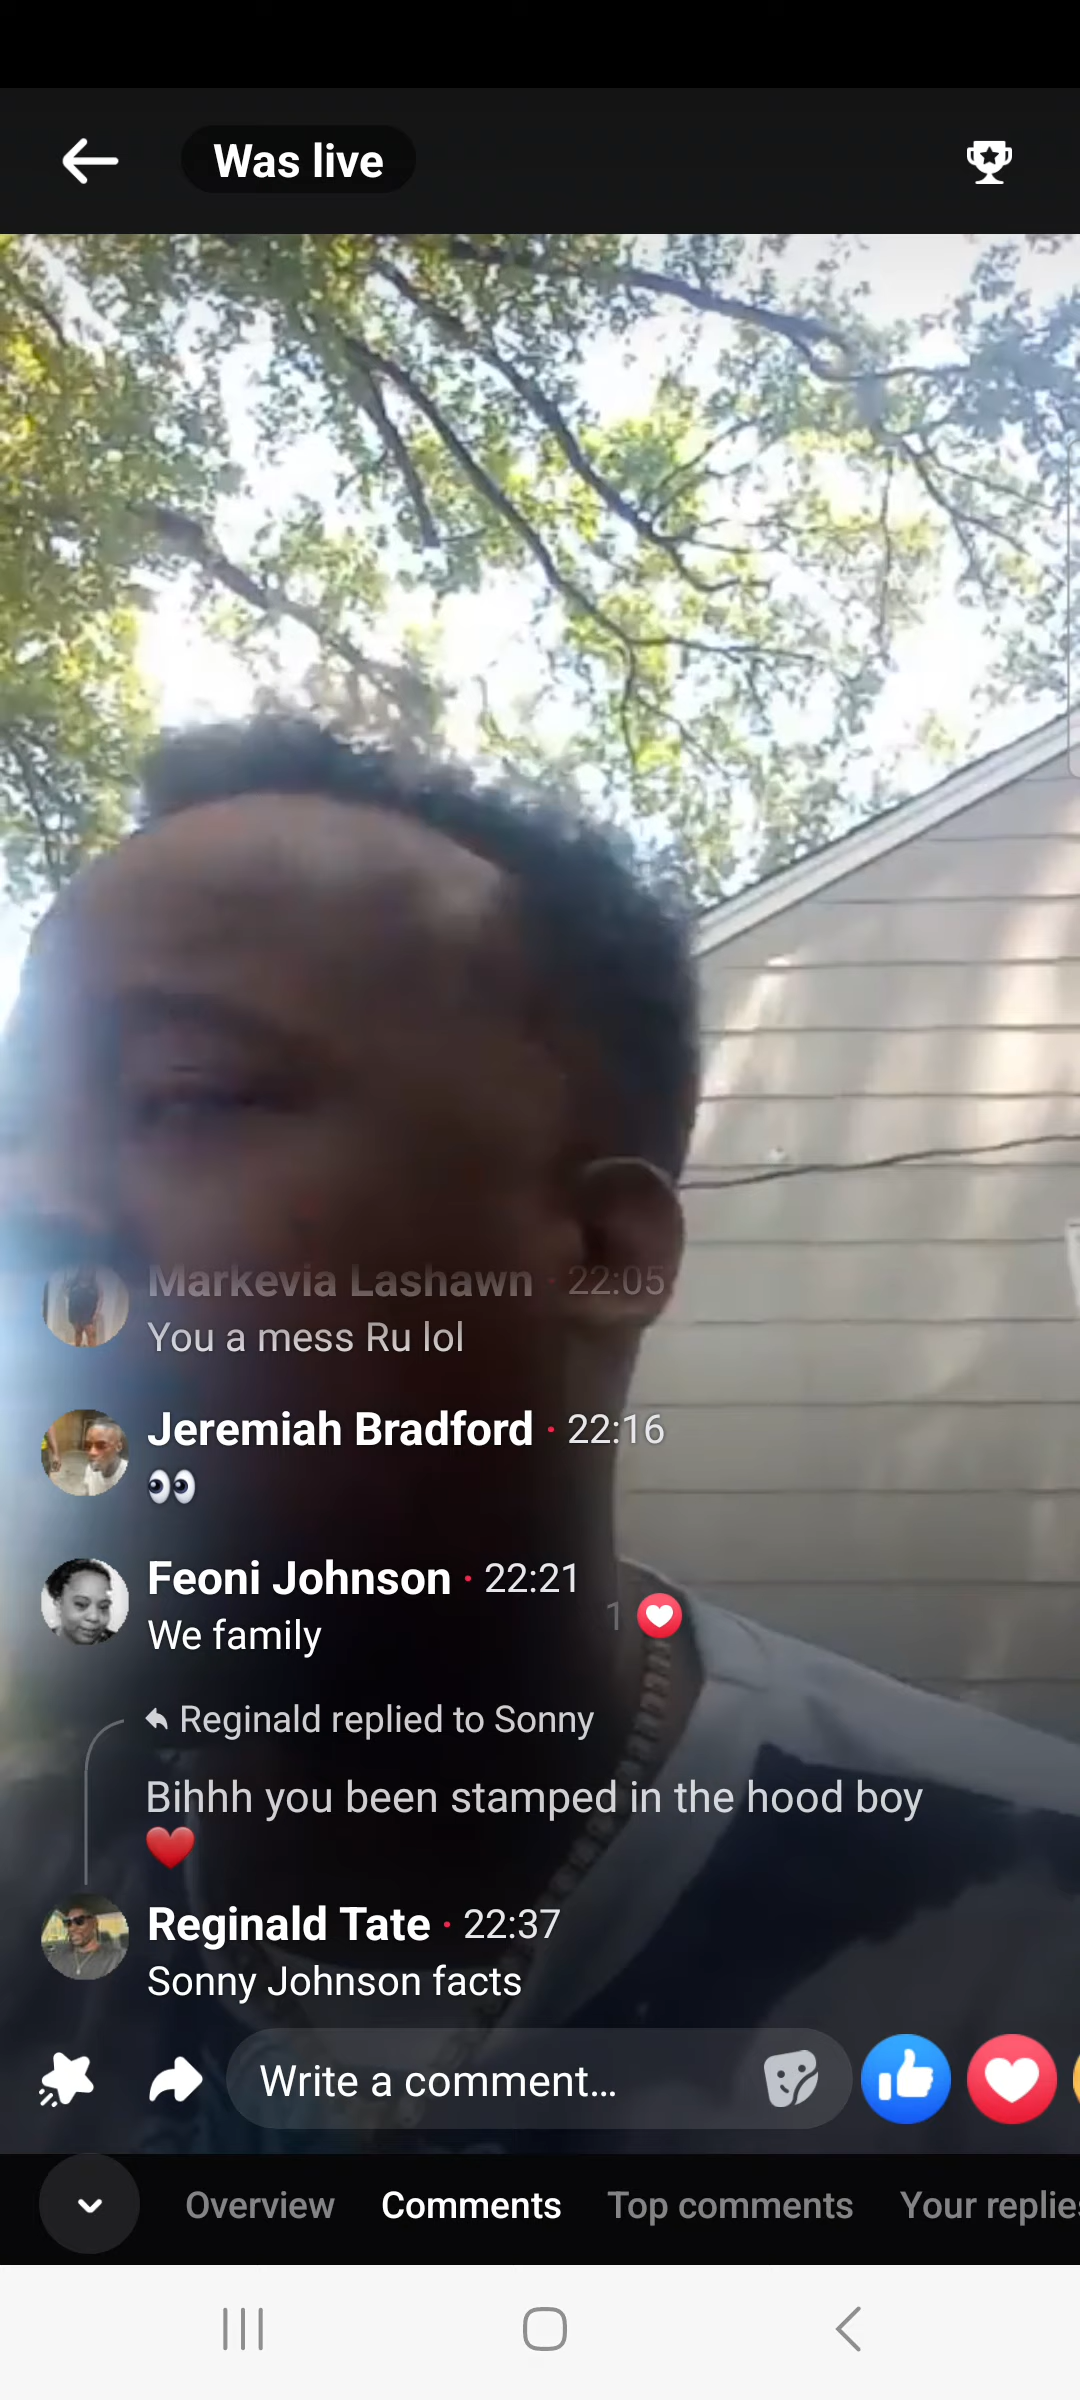 Was live
Markevia Lashawn · 22:05
You a mess Ru lol
Jeremiah Bradford · 22:16
👀
Feoni Johnson · 22:21
We family
1
Reginald replied to Sonny
Bihhh you been stamped in the hood boy
❤️
Reginald Tate · 22:37
Sonny Johnson facts
Write a comment...
Overview Comments Top comments Your replies